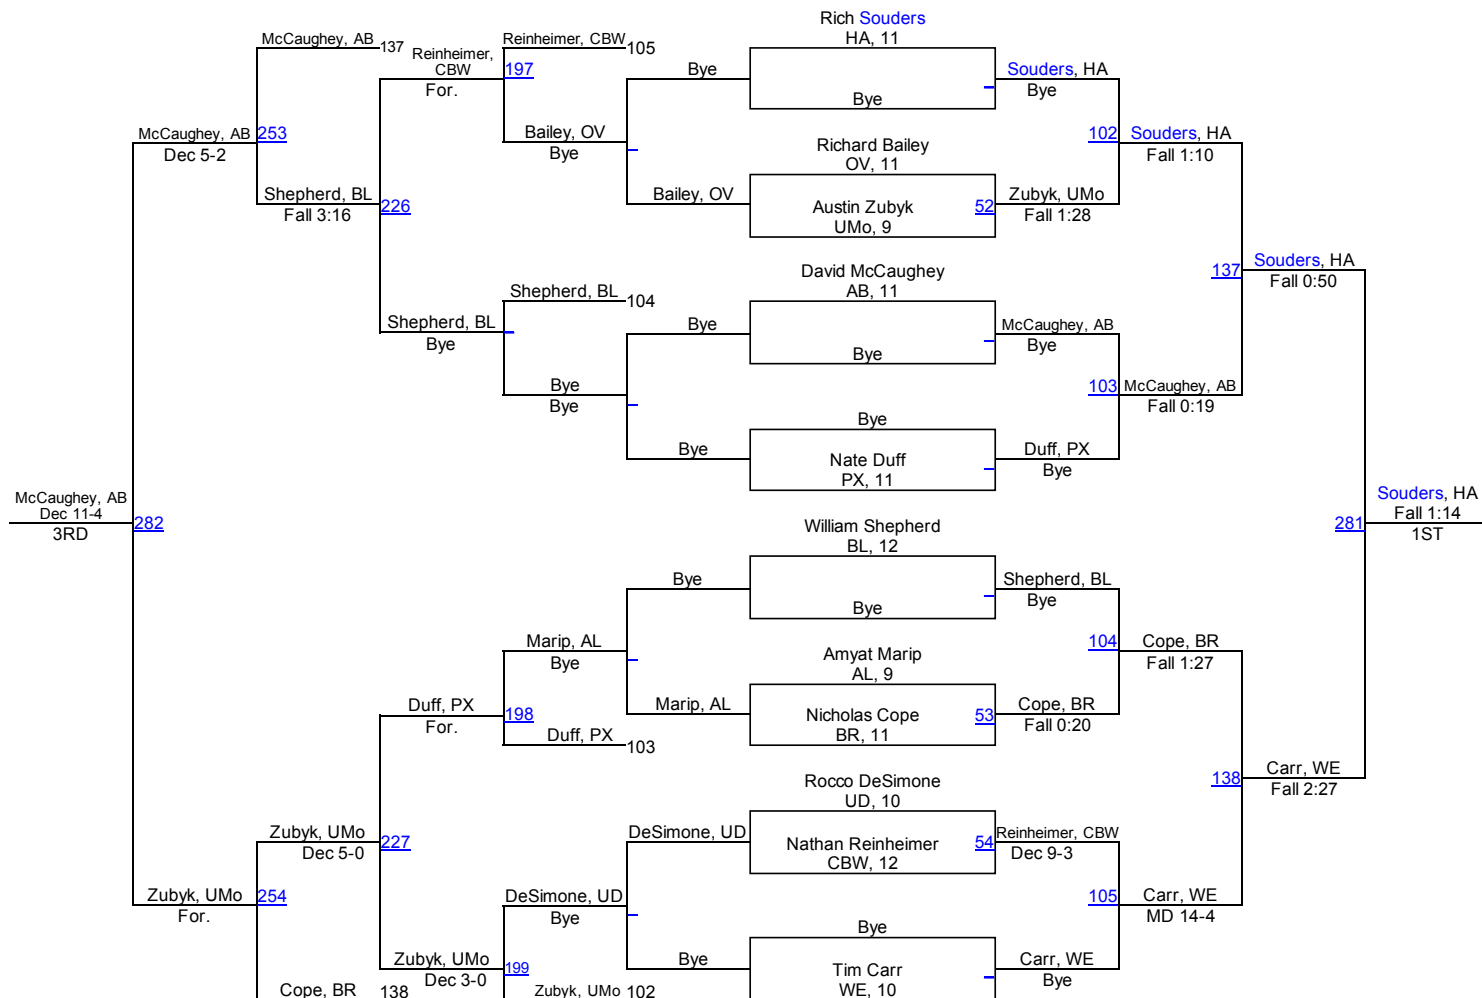 Rich Souders
HA, 11
McCaughey, AB 137
Reinheimer, CBW
For.
Reinheimer, CBW 105
197
Bye
Bye
Souders, HA
Bye
McCaughey, AB
Dec 5-2
253
Bailey, OV
Bye
Richard Bailey
OV, 11
102
Souders, HA
Fall 1:10
Shepherd, BL
Fall 3:16
226
Bailey, OV
Austin Zubyk
UMo, 9
52
Zubyk, UMo
Fall 1:28
David McCaughey
AB, 11
137
Souders, HA
Fall 0:50
Shepherd, BL 104
Shepherd, BL
Bye
Bye
Bye
McCaughey, AB
Bye
Bye
Bye
103
McCaughey, AB
Fall 0:19
Bye
Bye
Nate Duff
PX, 11
Duff, PX
Bye
McCaughey, AB
Dec 11-4
3RD
282
281
Souders, HA
Fall 1:14
1ST
William Shepherd
BL, 12
Bye
Bye
Shepherd, BL
Bye
Marip, AL
Bye
Amyat Marip
AL, 9
104
Cope, BR
Fall 1:27
Duff, PX
For.
198
Marip, AL
Nicholas Cope
BR, 11
53
Cope, BR
Fall 0:20
Duff, PX 103
138
Carr, WE
Fall 2:27
Rocco DeSimone
UD, 10
Zubyk, UMo
Dec 5-0
227
DeSimone, UD
Nathan Reinheimer
CBW, 12
54
Reinheimer, CBW
Dec 9-3
Zubyk, UMo
For.
254
DeSimone, UD
Bye
105
Carr, WE
MD 14-4
Bye
Zubyk, UMo
Dec 3-0
199
Bye
Tim Carr
WE, 10
Carr, WE
Bye
Cope, BR 138
Zubyk, UMo 102